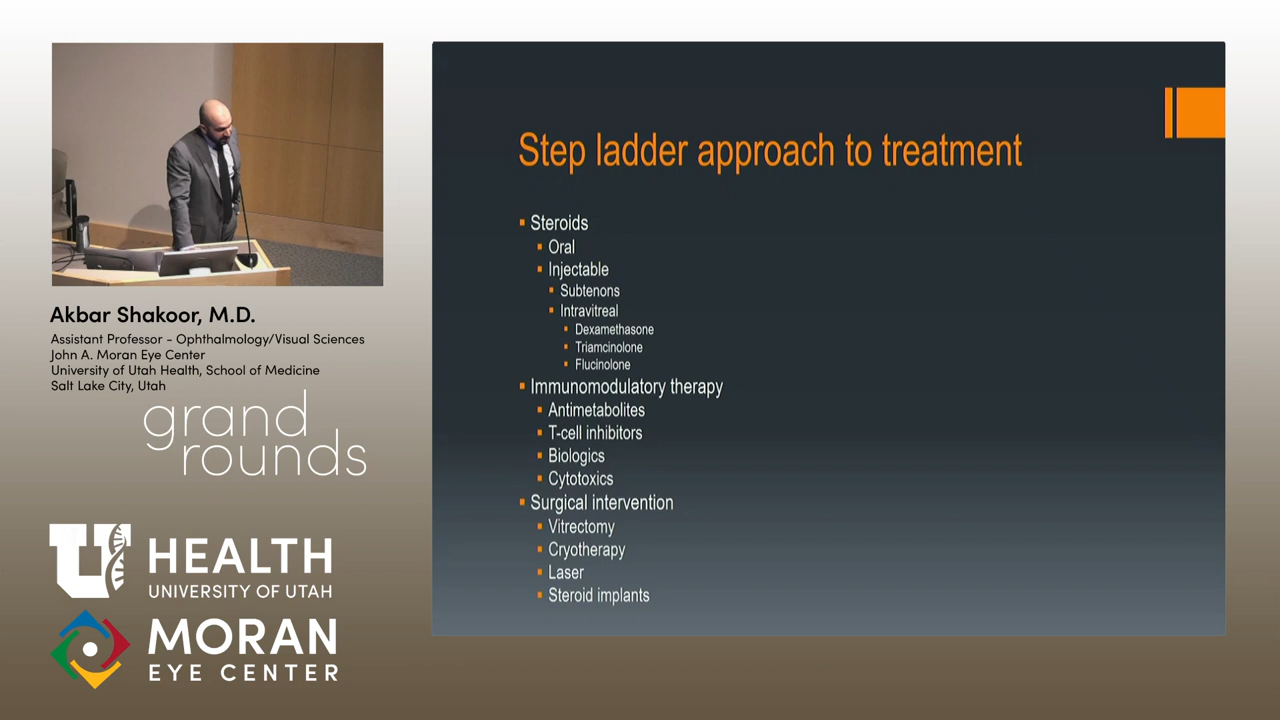 Akbar Shakoor, M.D.
Assistant Professor - Ophthalmology/Visual Sciences
John A. Moran Eye Center
University of Utah Health, School of Medicine
Salt Lake City, Utah
grand
rounds
U
HEALTH
UNIVERSITY OF UTAH
MORAN
EYE CENTER
Step ladder approach to treatment
Steroids
Oral
Injectable
Subtenons
Intravitreal
Dexamethasone
Triamcinolone
Flucinolone
Immunomodulatory therapy
Antimetabolites
T-cell inhibitors
Biologics
Cytotoxics
Surgical intervention
Vitrectomy
Cryotherapy
Laser
Steroid implants